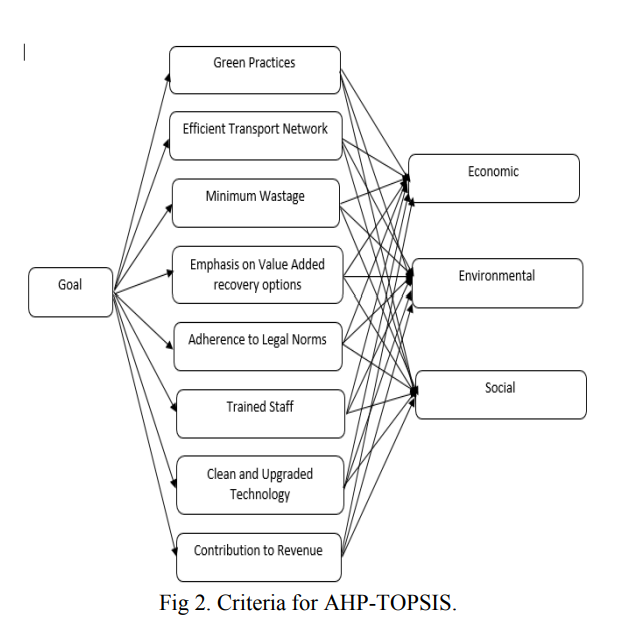 Green Practices
Efficient Transport Network
Minimum Wastage
Emphasis on Value Added
recovery options
Adherence to Legal Norms
Trained Staff
Clean and Upgraded
Technology
Contribution to Revenue
Goal
Economic
Environmental
Social
Fig 2. Criteria for AHP-TOPSIS.